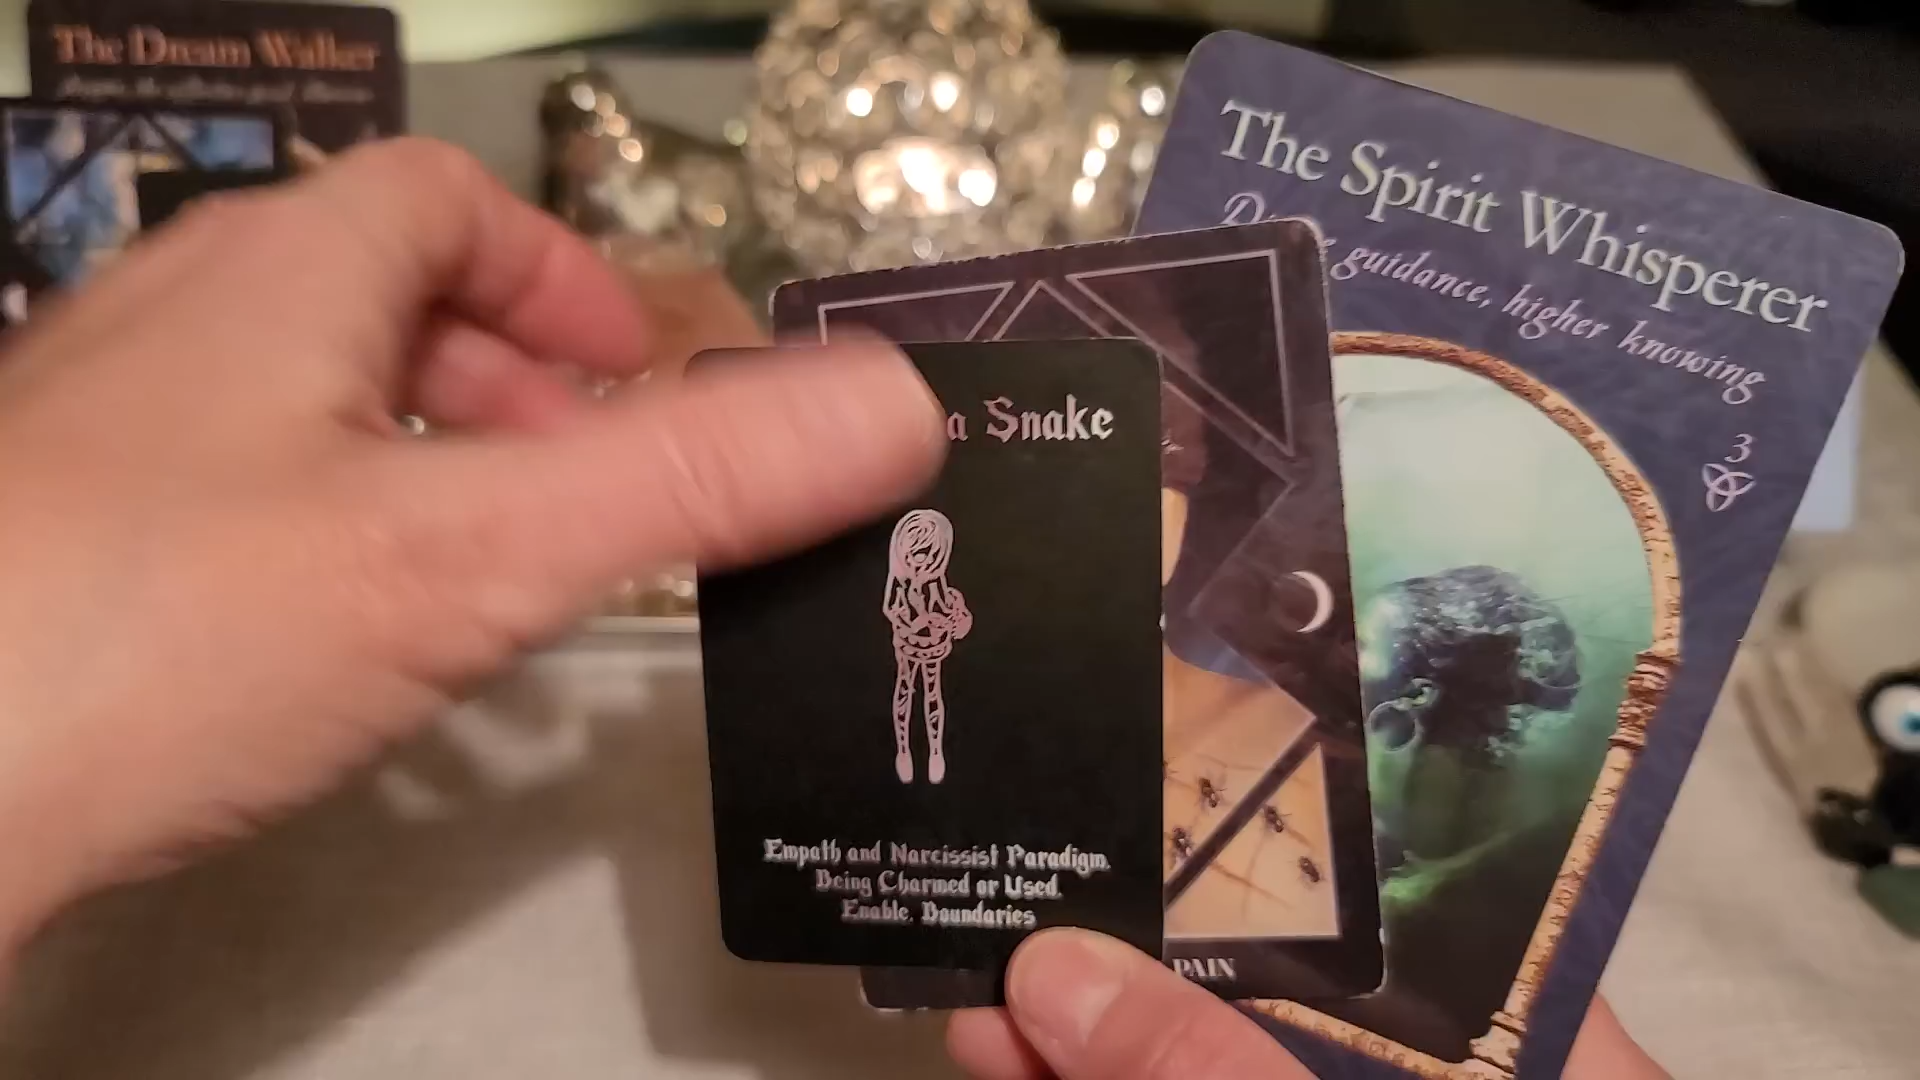 The Dream Walker
The Spirit Whisperer
guidance, higher knowing
3
a Snake
Empath and Narcissist Paradigm.
Being Charmed or Used.
Enable. Boundaries
PAIN